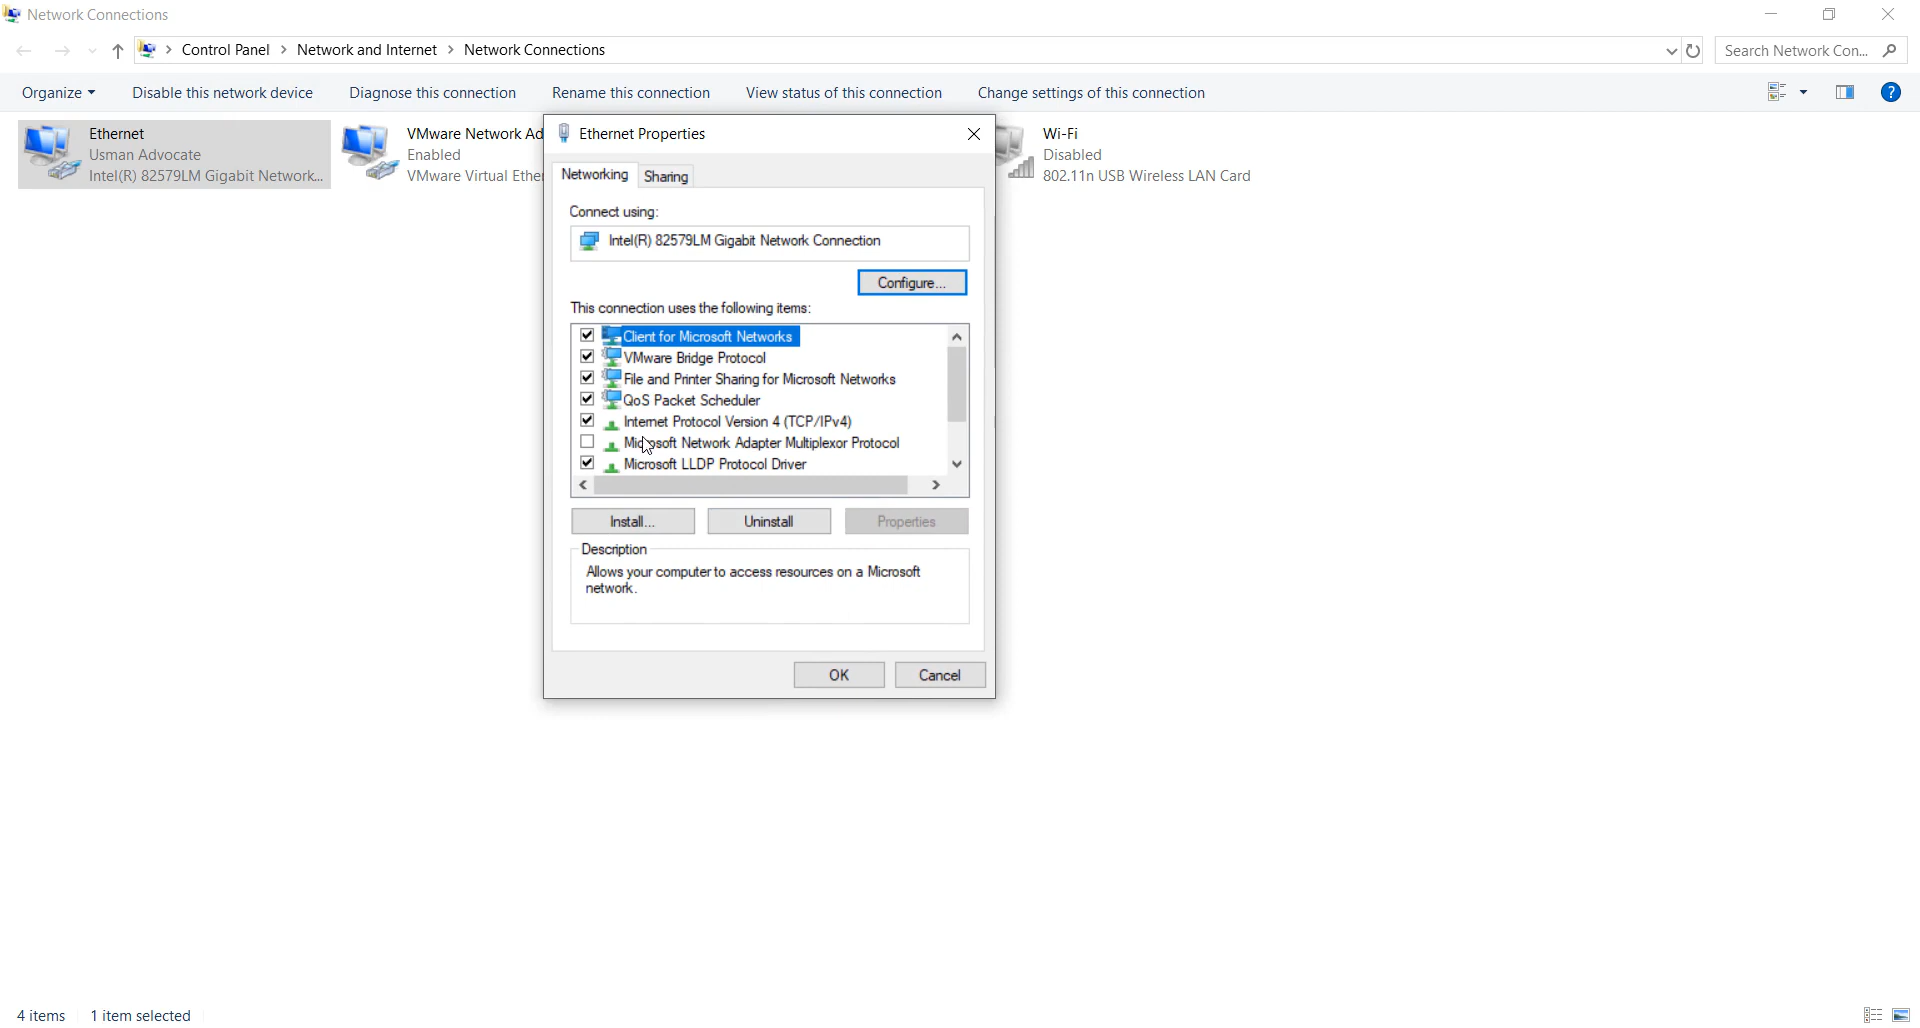 Network Connections
Control Panel > Network and Internet > Network Connections
Search Network Con...
Organize
Disable this network device
Diagnose this connection
Rename this connection
View status of this connection
Change settings of this connection
Ethernet
Usman Advocate
Intel(R) 82579LM Gigabit Network...
VMware Network Ad
Enabled
VMware Virtual Ether
Wi-Fi
Disabled
802.11n USB Wireless LAN Card
Ethernet Properties
Networking
Sharing
Connect using:
Intel(R) 82579LM Gigabit Network Connection
Configure...
This connection uses the following items:
Client for Microsoft Networks
VMware Bridge Protocol
File and Printer Sharing for Microsoft Networks
QoS Packet Scheduler
Internet Protocol Version 4 (TCP/IPv4)
Microsoft Network Adapter Multiplexor Protocol
Microsoft LLDP Protocol Driver
Install...
Uninstall
Properties
Description
Allows your computer to access resources on a Microsoft
network.
OK
Cancel
4 items
1 item selected